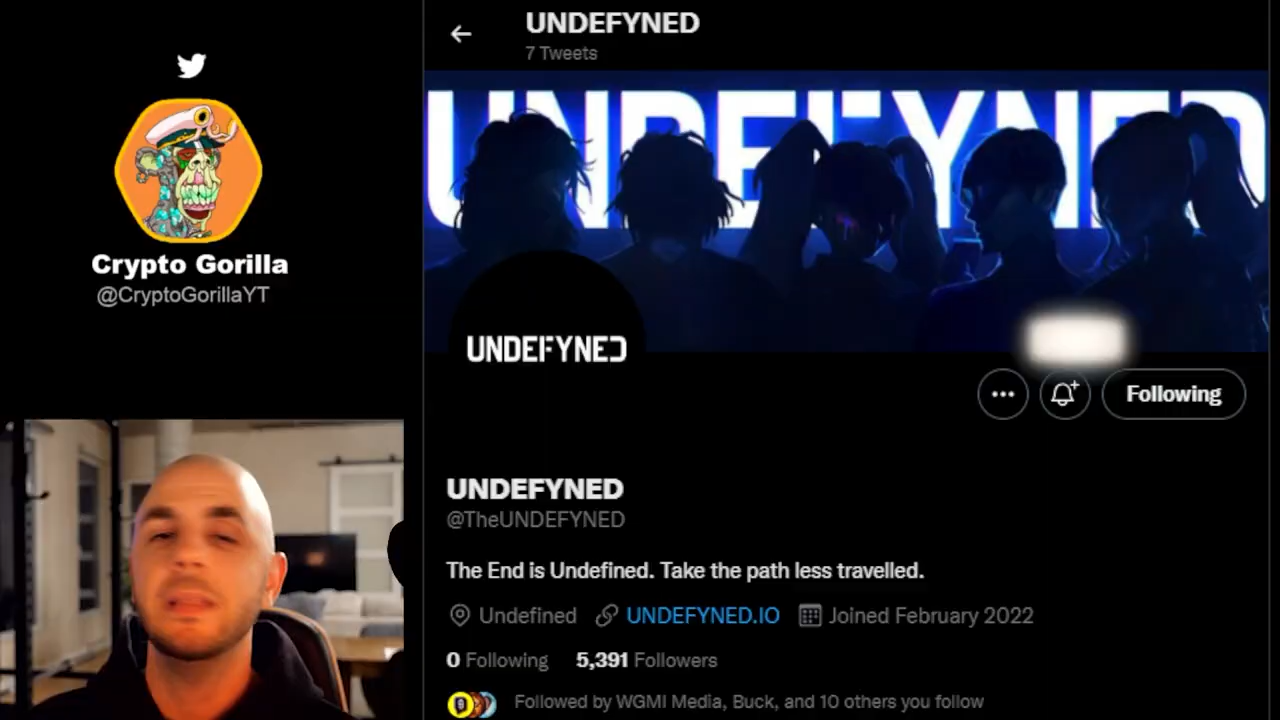 Crypto Gorilla
@CryptoGorillaYT
UNDEFYNED
7 Tweets
UNDEFYNED
UNDEFYNED
Following
UNDEFYNED
@TheUNDEFYNED
The End is Undefined. Take the path less travelled.
Undefined UNDEFYNED.IO Joined February 2022
0 Following 5,391 Followers
Followed by WGMI Media, Buck, and 10 others you follow